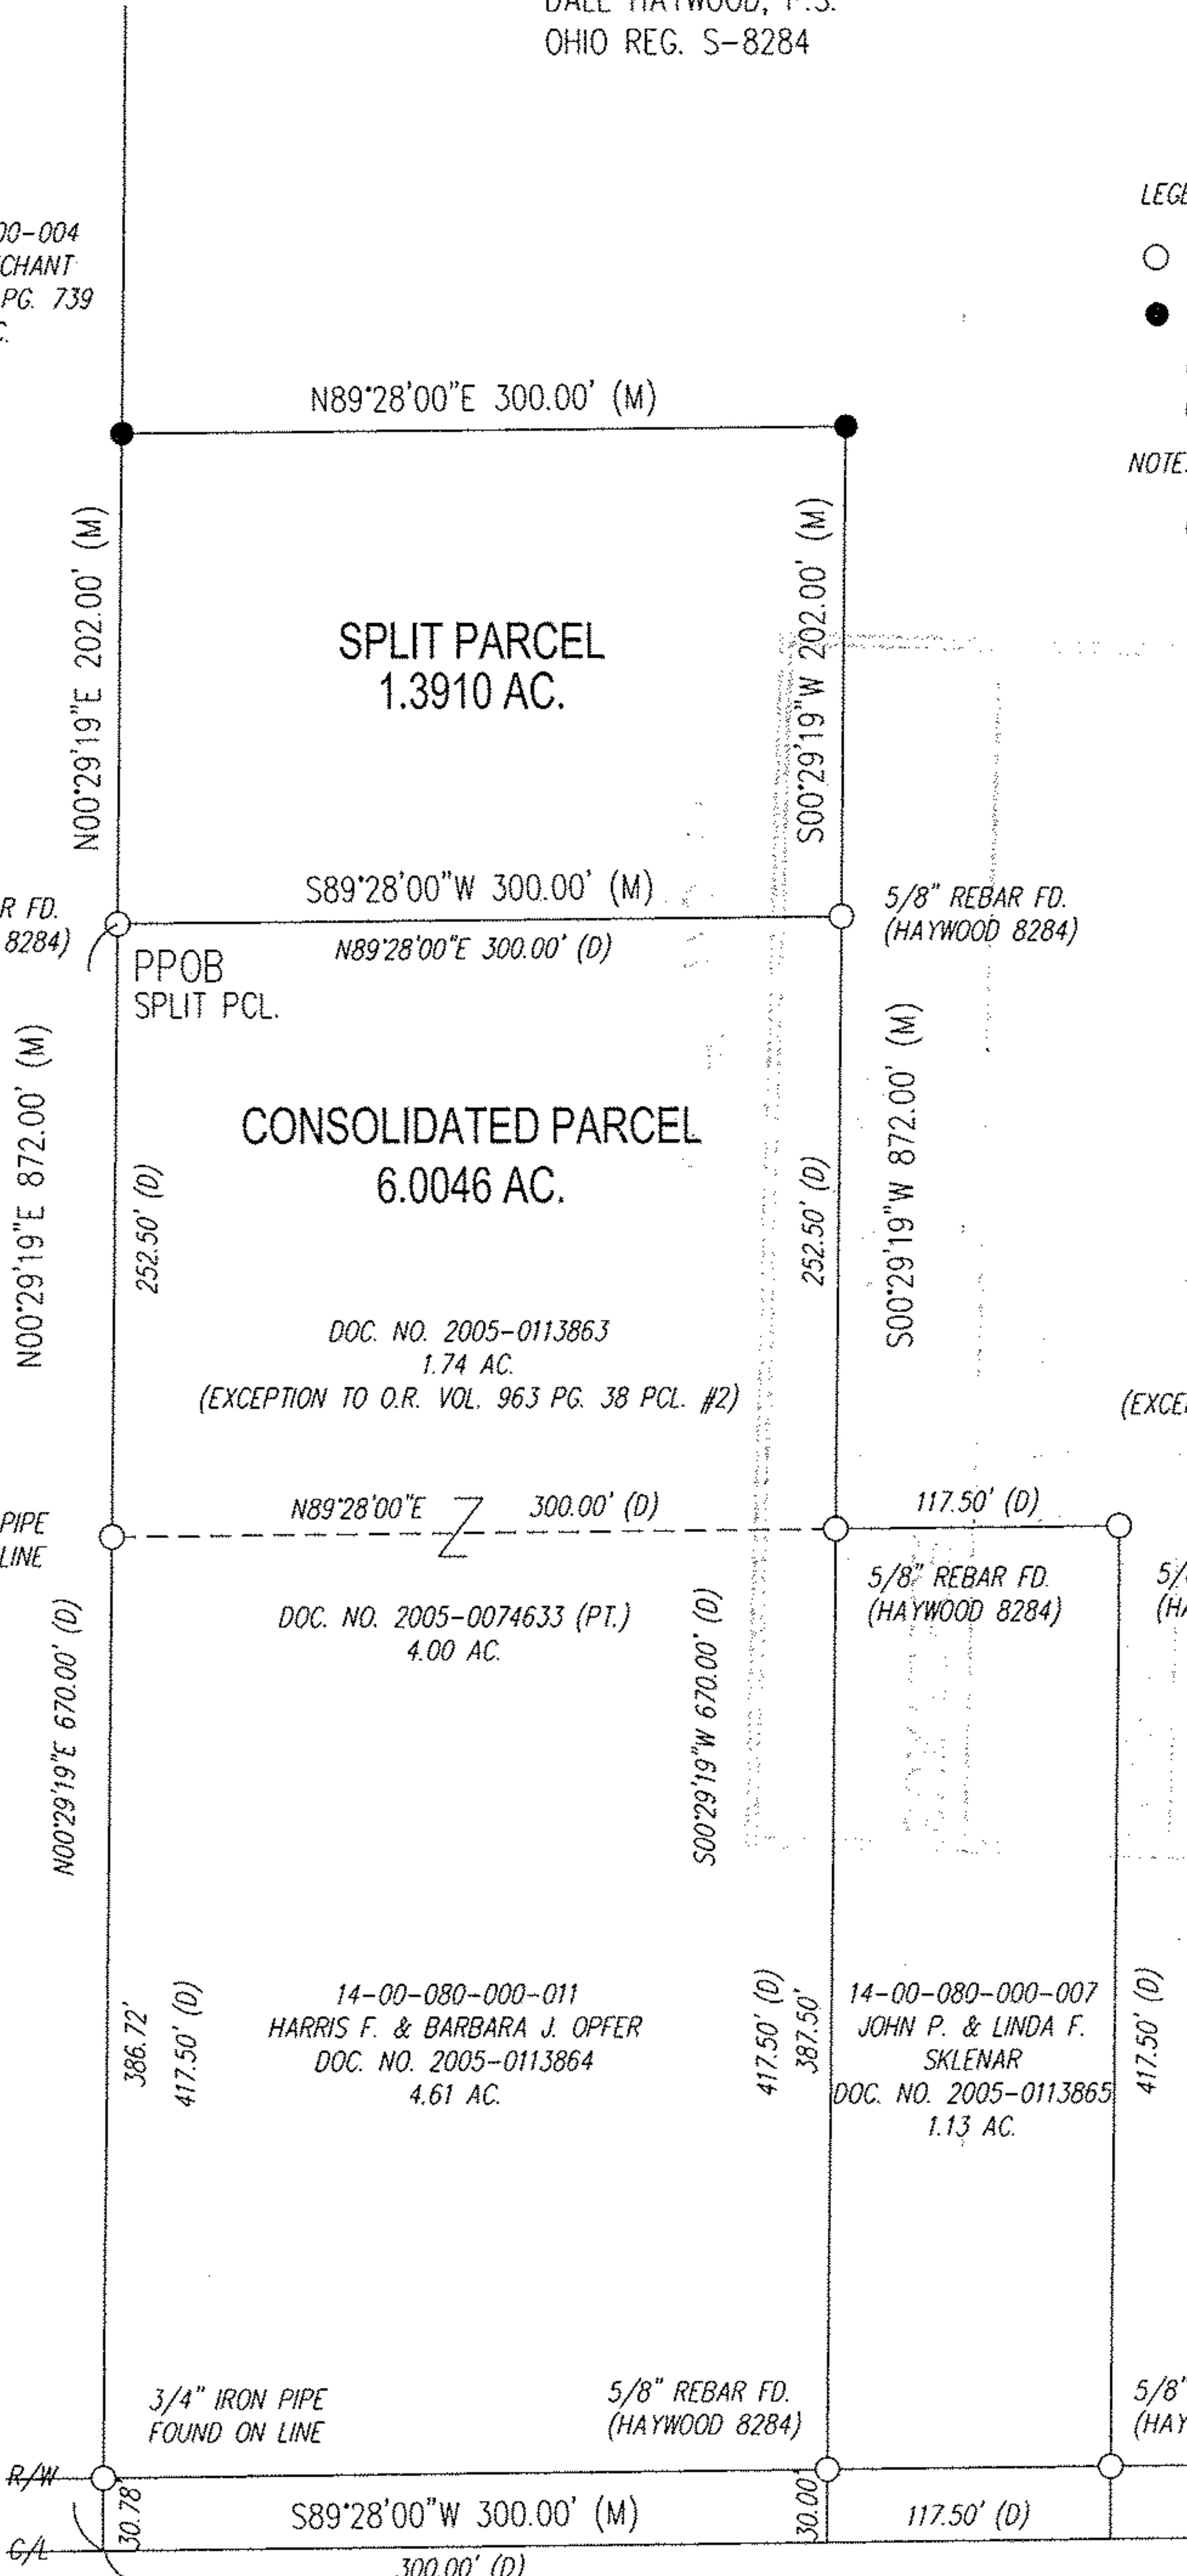 OHIO REG. S-8284
00-004
PG. 739
N89°28'00"E 300.00' (M)
N00°29'19"E 202.00' (M)
S00°29'19"W 202.00' (M)
SPLIT PARCEL
1.3910 AC.
S89°28'00"W 300.00' (M)
N89°28'00"E 300.00' (D)
R FD.
8284)
5/8" REBAR FD.
(HAYWOOD 8284)
PPOB
SPLIT PCL.
N00°29'19"E 872.00' (M)
S00°29'19"W 872.00' (M)
CONSOLIDATED PARCEL
6.0046 AC.
252.50' (D)
252.50' (D)
DOC. NO. 2005-0113863
1.74 AC.
(EXCEPTION TO O.R. VOL. 963 PG. 38 PCL. #2)
PIPE
LINE
N89°28'00"E 300.00' (D)
117.50' (D)
5/8" REBAR FD.
(HAYWOOD 8284)
DOC. NO. 2005-0074633 (PT.)
4.00 AC.
N00°29'19"E 670.00' (D)
S00°29'19"W 670.00' (D)
386.72'
417.50' (D)
14-00-080-000-011
HARRIS F. & BARBARA J. OPFER
DOC. NO. 2005-0113864
4.61 AC.
417.50' (D)
387.50'
14-00-080-000-007
JOHN P. & LINDA F.
SKLENAR
DOC. NO. 2005-0113865
1.13 AC.
417.50' (D)
3/4" IRON PIPE
FOUND ON LINE
5/8" REBAR FD.
(HAYWOOD 8284)
5/8"
R/W
30.78'
S89°28'00"W 300.00' (M)
30.00'
117.50' (D)
C/L
300.00' (D)